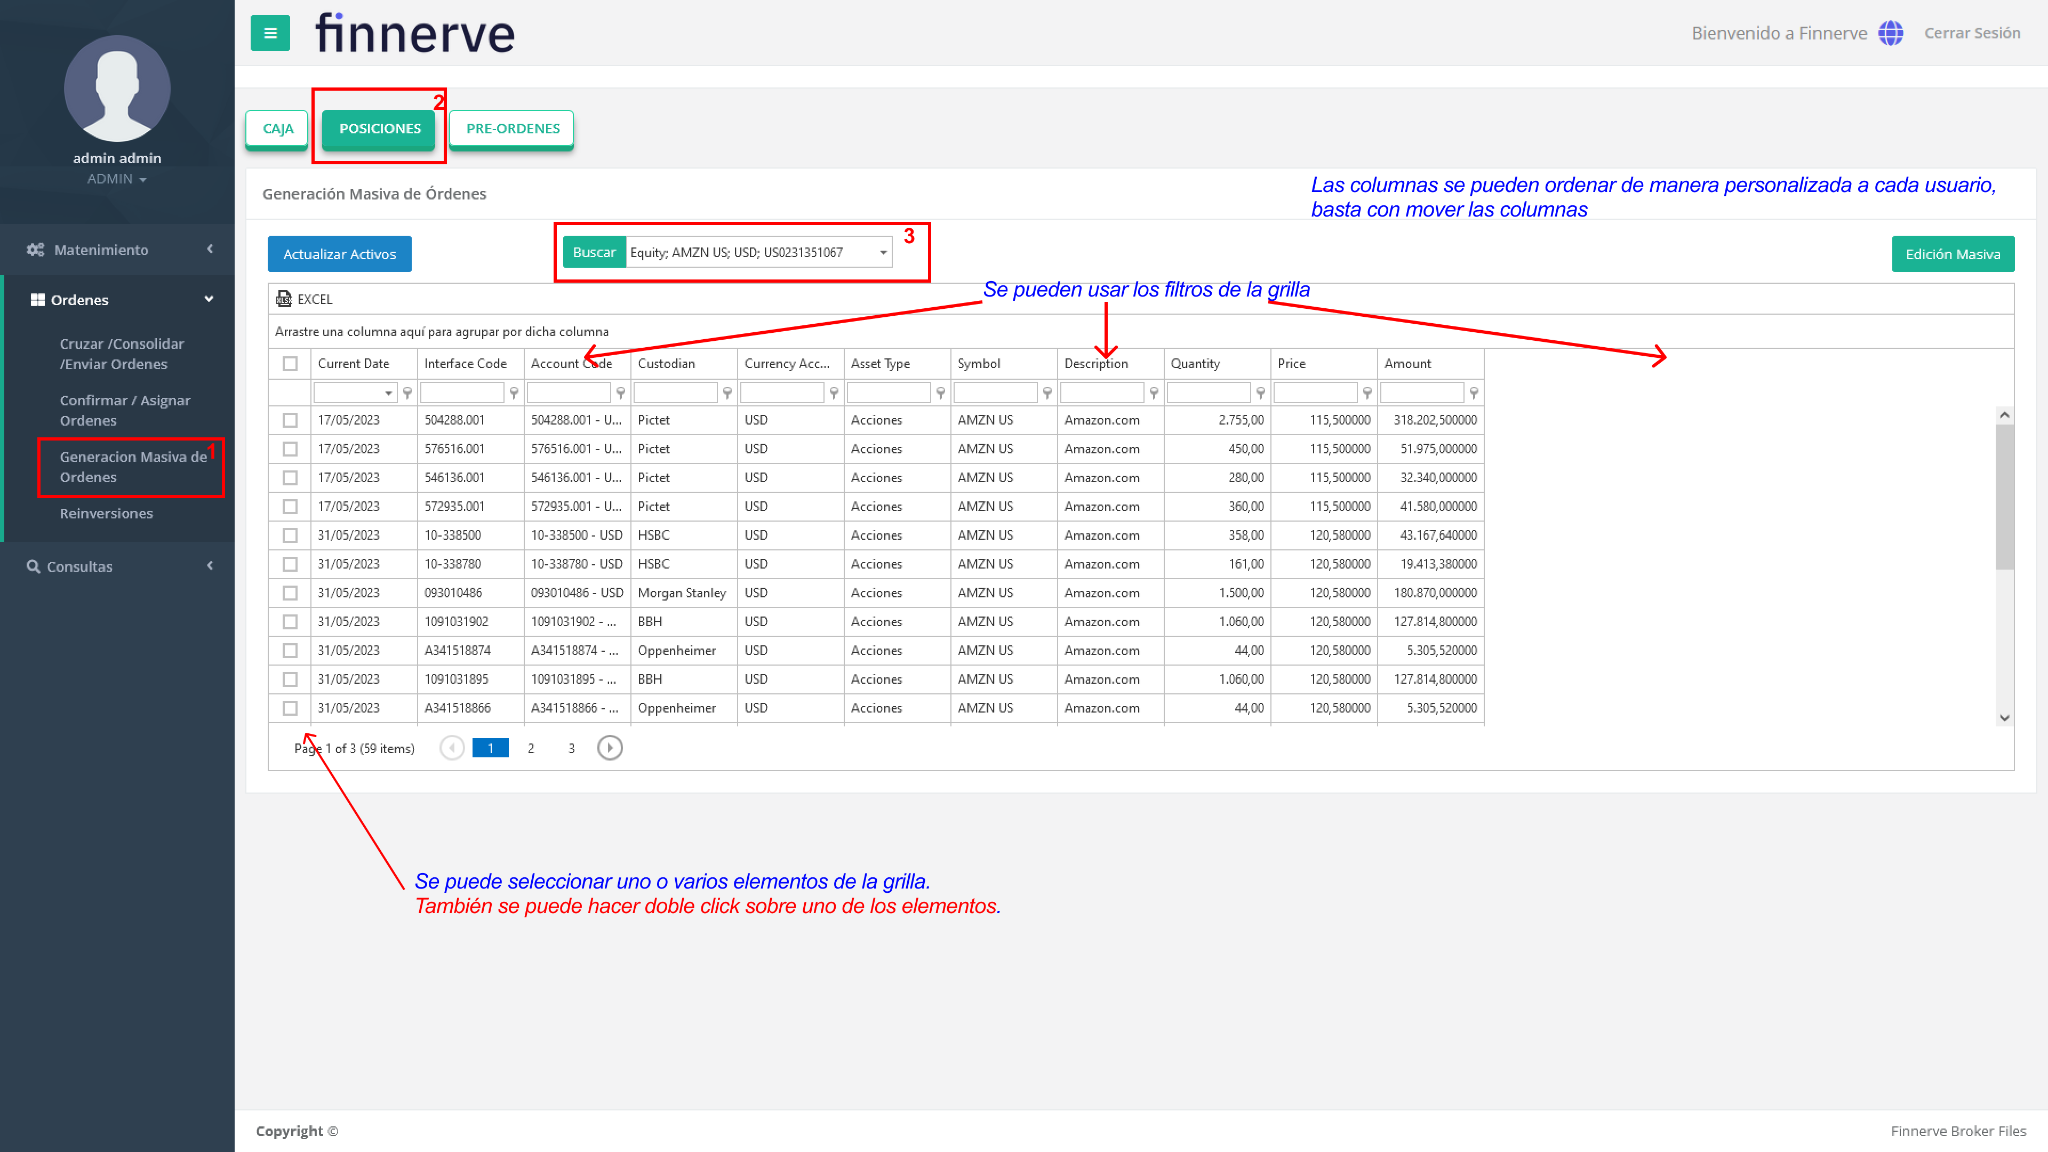 finnerve
Bienvenido a Finnerve
Cerrar Sesión
admin admin
ADMIN
Matenimiento
Ordenes
Cruzar /Consolidar
/Enviar Ordenes
Confirmar / Asignar
Ordenes
Generacion Masiva de
Ordenes
1
Reinversiones
Consultas
CAJA
POSICIONES
2
PRE-ORDENES
Generación Masiva de Órdenes
Las columnas se pueden ordenar de manera personalizada a cada usuario,
basta con mover las columnas
Actualizar Activos
Buscar Equity; AMZN US; USD; US0231351067
3
Edición Masiva
Se pueden usar los filtros de la grilla
EXCEL
Arrastre una columna aquí para agrupar por dicha columna
Current Date Interface Code Account Code Custodian Currency Acc... Asset Type Symbol Description Quantity Price Amount
17/05/2023 504288.001 504288.001 - U... Pictet USD Acciones AMZN US Amazon.com 2.755,00 115,500000 318.202,500000
17/05/2023 576516.001 576516.001 - U... Pictet USD Acciones AMZN US Amazon.com 450,00 115,500000 51.975,000000
17/05/2023 546136.001 546136.001 - U... Pictet USD Acciones AMZN US Amazon.com 280,00 115,500000 32.340,000000
17/05/2023 572935.001 572935.001 - U... Pictet USD Acciones AMZN US Amazon.com 360,00 115,500000 41.580,000000
31/05/2023 10-338500 10-338500 - USD HSBC USD Acciones AMZN US Amazon.com 358,00 120,580000 43.167,640000
31/05/2023 10-338780 10-338780 - USD HSBC USD Acciones AMZN US Amazon.com 161,00 120,580000 19.413,380000
31/05/2023 093010486 093010486 - USD Morgan Stanley USD Acciones AMZN US Amazon.com 1.500,00 120,580000 180.870,000000
31/05/2023 1091031902 1091031902 - ... BBH USD Acciones AMZN US Amazon.com 1.060,00 120,580000 127.814,800000
31/05/2023 A341518874 A341518874 - ... Oppenheimer USD Acciones AMZN US Amazon.com 44,00 120,580000 5.305,520000
31/05/2023 1091031895 1091031895 - ... BBH USD Acciones AMZN US Amazon.com 1.060,00 120,580000 127.814,800000
31/05/2023 A341518866 A341518866 - ... Oppenheimer USD Acciones AMZN US Amazon.com 44,00 120,580000 5.305,520000
Page 1 of 3 (59 items) 1 2 3
Se puede seleccionar uno o varios elementos de la grilla.
También se puede hacer doble click sobre uno de los elementos.
Copyright ©
Finnerve Broker Files